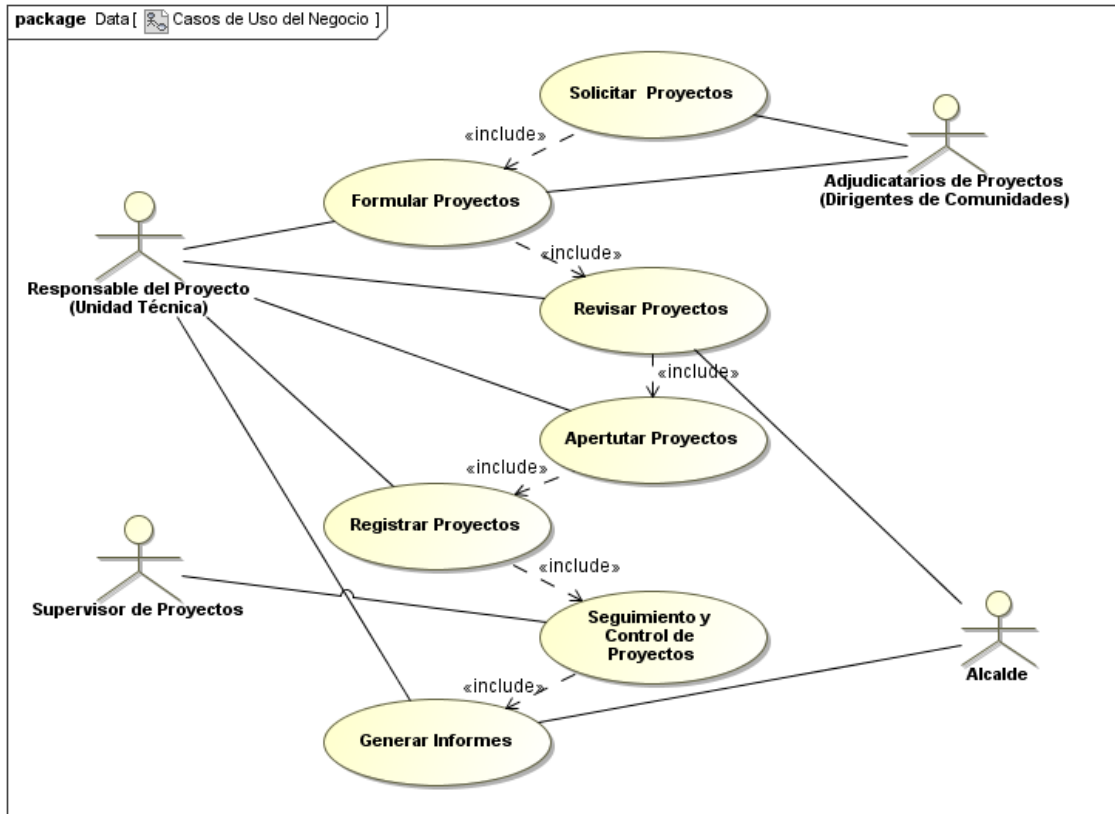 package Data [ Casos de Uso del Negocio ]
Solicitar Proyectos
«include»
Adjudicatarios de Proyectos
(Dirigentes de Comunidades)
Formular Proyectos
«include»
Responsable del Proyecto
(Unidad Técnica)
Revisar Proyectos
«include»
Apertutar Proyectos
«include»
Registrar Proyectos
«include»
Supervisor de Proyectos
Seguimiento y
Control de
Proyectos
«include»
Alcalde
Generar Informes